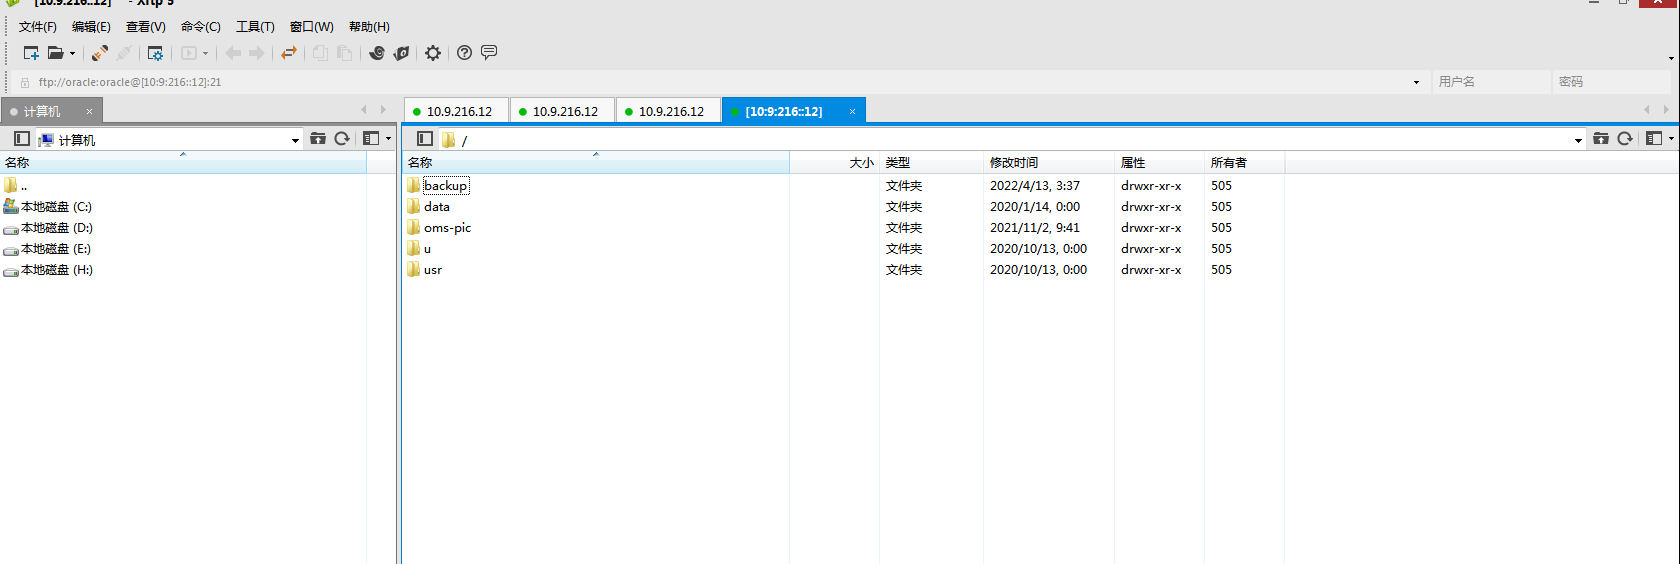 [10:9:216::12] - Xftp 5
文件(F) 编辑(E) 查看(V) 命令(C) 工具(T) 窗口(W) 帮助(H)
ftp://oracle:oracle@[10:9:216::12]:21 用户名 密码
计算机 × 10.9.216.12 10.9.216.12 10.9.216.12 [10:9:216::12] ×
计算机 /
名称 名称 大小 类型 修改时间 属性 所有者
.. backup 文件夹 2022/4/13, 3:37 drwxr-xr-x 505
本地磁盘 (C:) data 文件夹 2020/1/14, 0:00 drwxr-xr-x 505
本地磁盘 (D:) oms-pic 文件夹 2021/11/2, 9:41 drwxr-xr-x 505
本地磁盘 (E:) u 文件夹 2020/10/13, 0:00 drwxr-xr-x 505
本地磁盘 (H:) usr 文件夹 2020/10/13, 0:00 drwxr-xr-x 505